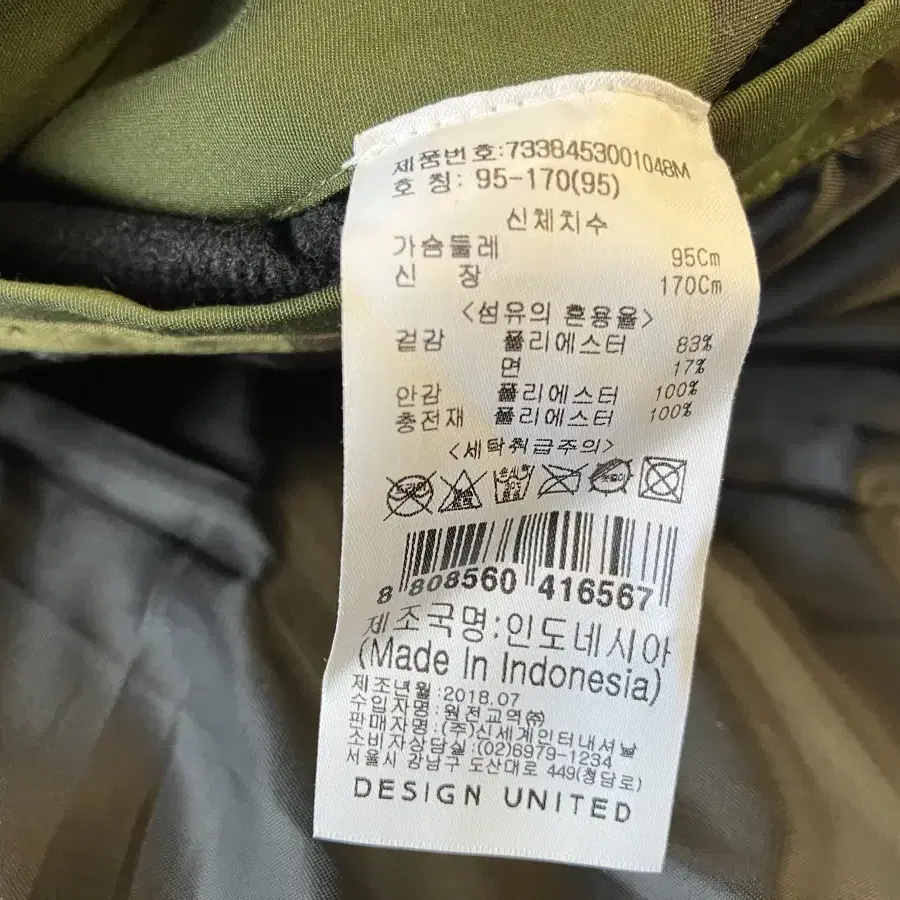 제품번호:7338453001048M
호 칭: 95-170(95)
신체치수
가슴둘레 95Cm
신 장 170Cm
<섬유의 혼용율>
겉감 폴리에스터 83%
면 17%
안감 폴리에스터 100%
충전재 폴리에스터 100%
<세탁취급주의>
8 808560 416567
제조국명:인도네시아
(Made In Indonesia)
제조년월:2018.07
수입자명:원전교역(주)
판매자명:(주)신세계인터내셔날
소비자상담실:(02)6979-1234
서울시 강남구 도산대로 449(청담로)
DESIGN UNITED